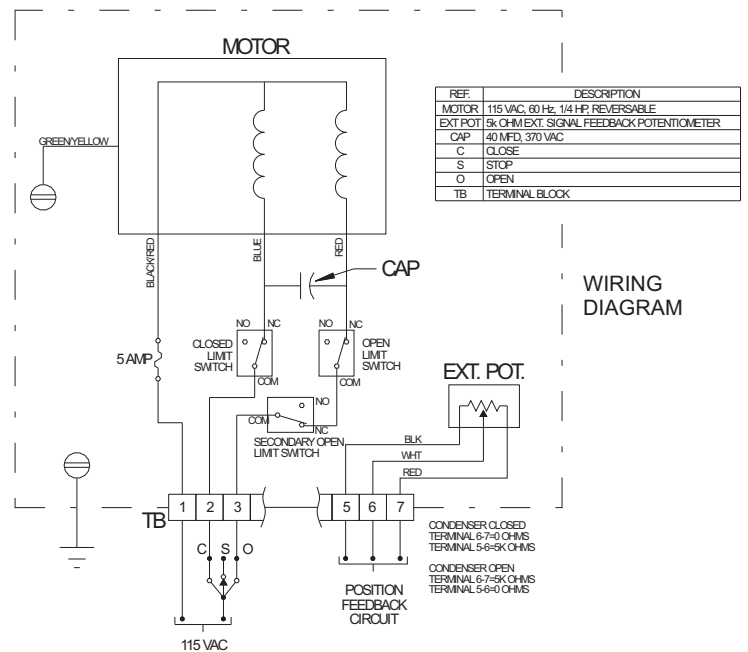 MOTOR
GREEN/YELLOW
BLACK/RED
BLUE
RED
CAP
REF. DESCRIPTION
MOTOR 115 VAC, 60 Hz, 1/4 HP, REVERSABLE
EXT POT 5k OHM EXT. SIGNAL FEEDBACK POTENTIOMETER
CAP 40 MFD, 370 VAC
C CLOSE
S STOP
O OPEN
TB TERMINAL BLOCK
WIRING
DIAGRAM
NO NC
CLOSED
LIMIT
SWITCH
COM
NO NC
OPEN
LIMIT
SWITCH
COM
5 AMP
NO
COM
NC
SECONDARY OPEN
LIMIT SWITCH
EXT. POT.
BLK
WHT
RED
TB
1 2 3 5 6 7
C S O
115 VAC
POSITION
FEEDBACK
CIRCUIT
CONDENSER CLOSED
TERMINAL 6-7=0 OHMS
TERMINAL 5-6=5K OHMS
CONDENSER OPEN
TERMINAL 6-7=5K OHMS
TERMINAL 5-6=0 OHMS